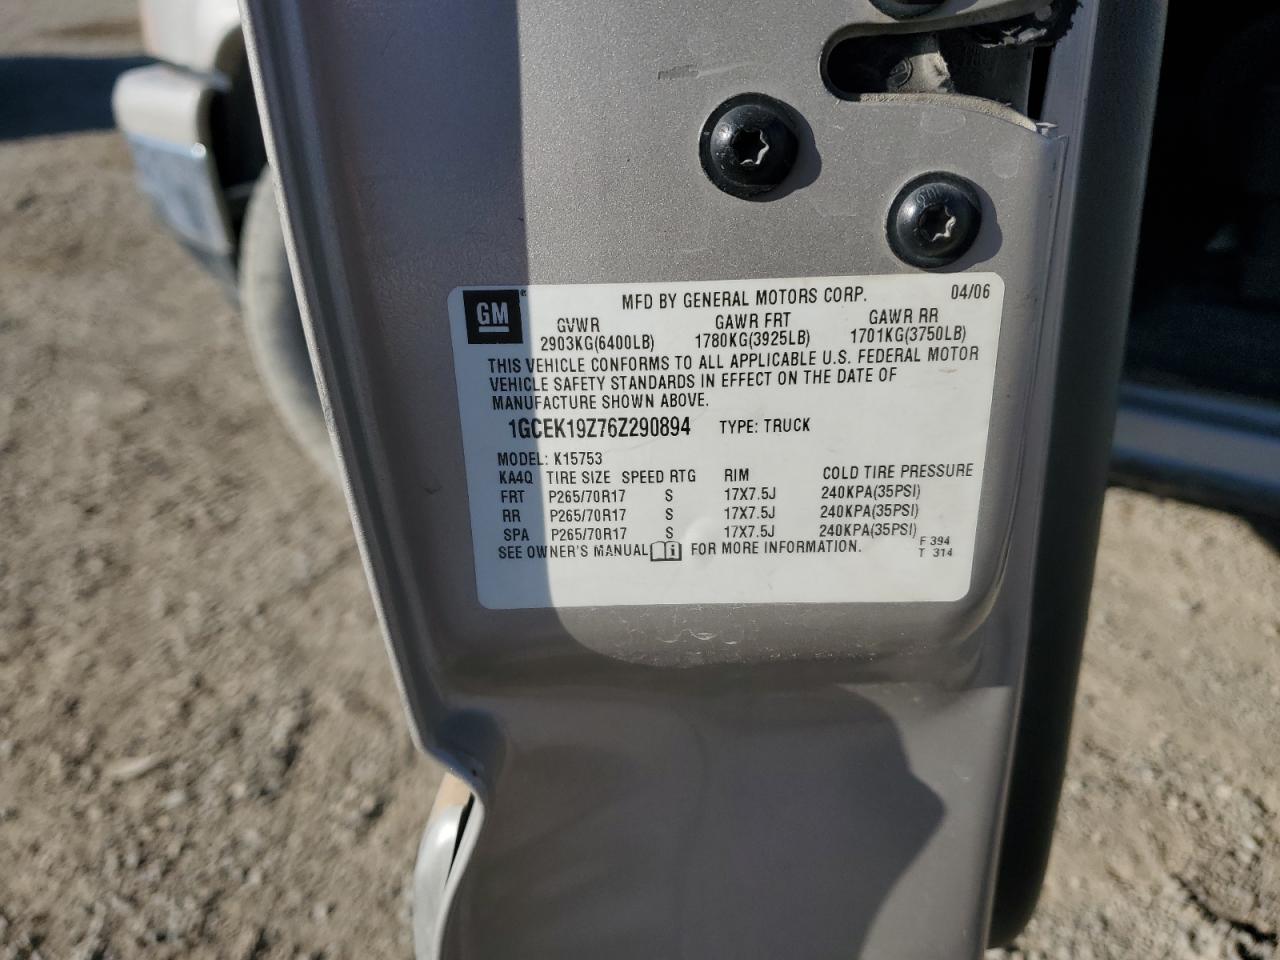 GM
MFD BY GENERAL MOTORS CORP.
04/06
GVWR GAWR FRT GAWR RR
2903KG(6400LB) 1780KG(3925LB) 1701KG(3750LB)
THIS VEHICLE CONFORMS TO ALL APPLICABLE U.S. FEDERAL MOTOR
VEHICLE SAFETY STANDARDS IN EFFECT ON THE DATE OF
MANUFACTURE SHOWN ABOVE.
1GCEK19Z76Z290894 TYPE: TRUCK
MODEL: K15753
KA4Q TIRE SIZE SPEED RTG RIM COLD TIRE PRESSURE
FRT P265/70R17 S 17X7.5J 240KPA(35PSI)
RR P265/70R17 S 17X7.5J 240KPA(35PSI)
SPA P265/70R17 S 17X7.5J 240KPA(35PSI)
SEE OWNER'S MANUAL i FOR MORE INFORMATION.
F 394
T 314